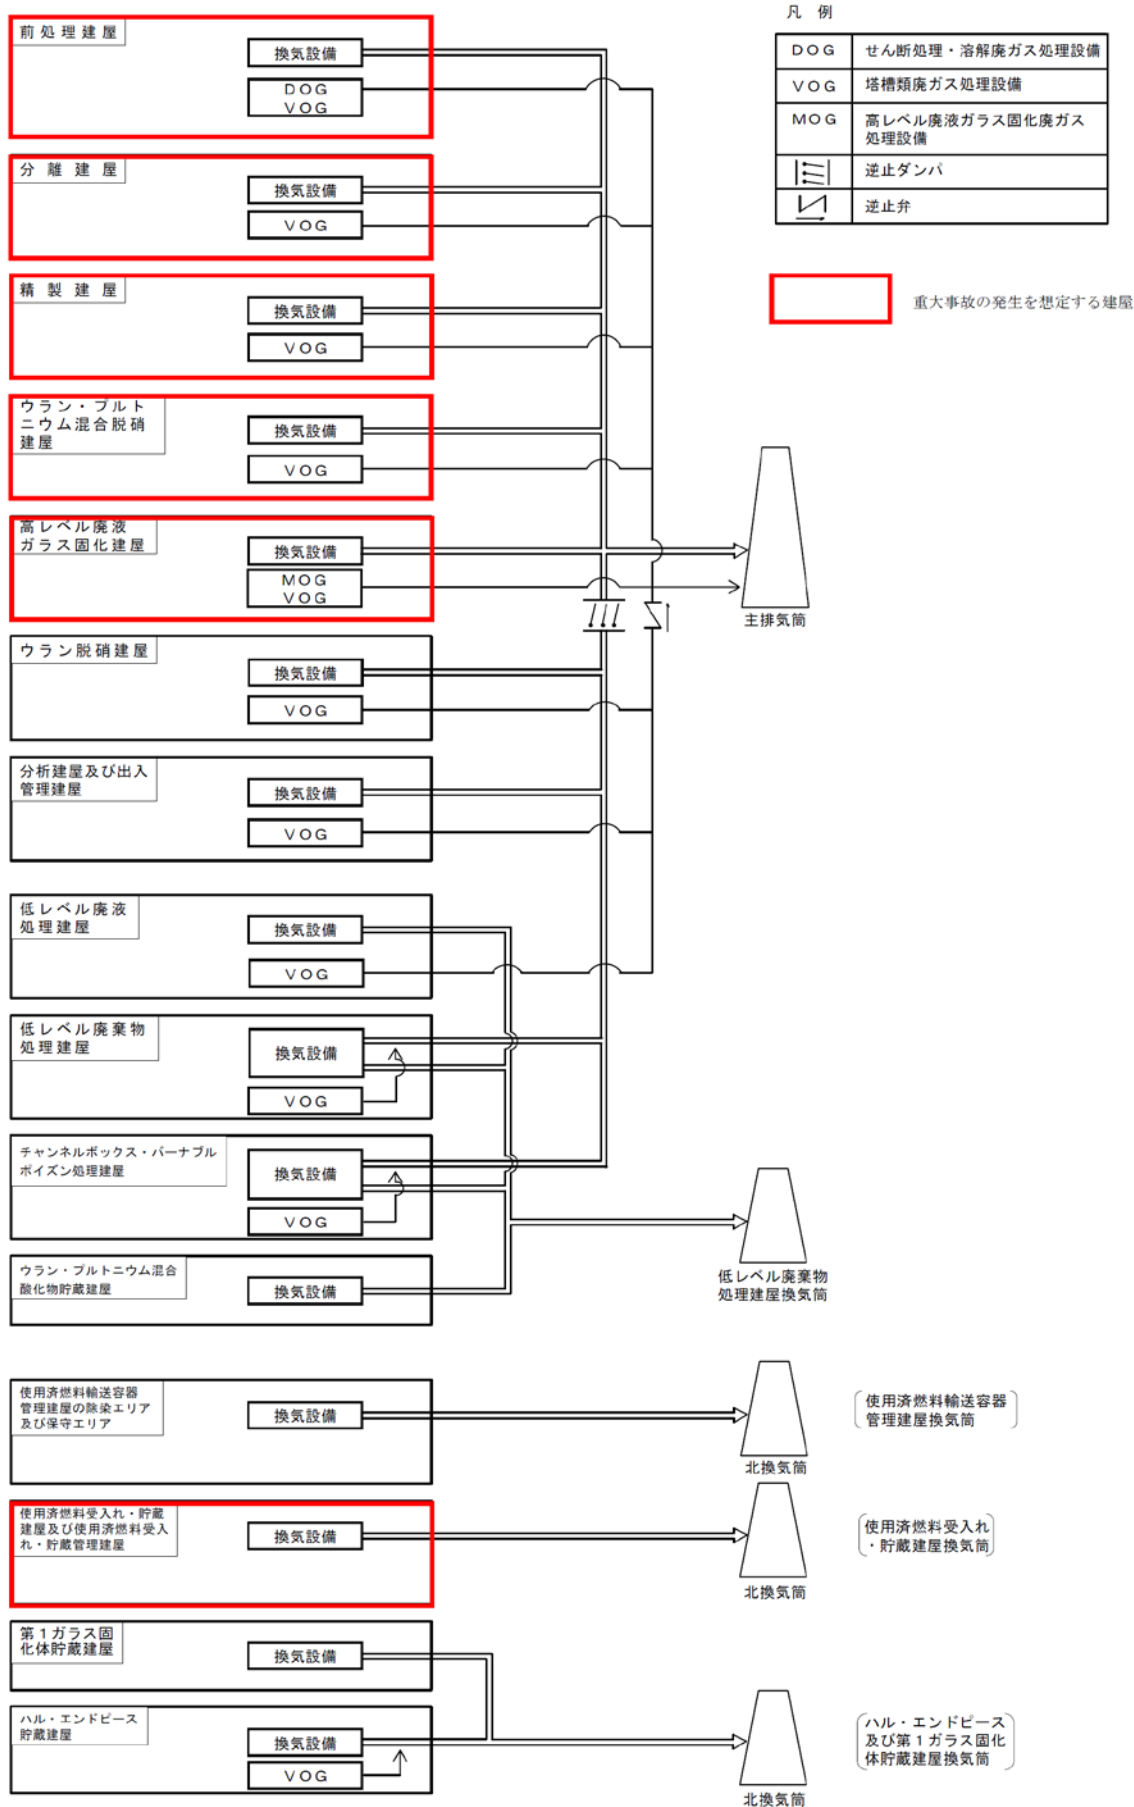 凡例
DOG せん断処理・溶解廃ガス処理設備
VOG 塔槽類廃ガス処理設備
MOG 高レベル廃液ガラス固化廃ガス
処理設備
逆止ダンパ
逆止弁
重大事故の発生を想定する建屋
前処理建屋
換気設備
DOG
VOG
分離建屋
換気設備
VOG
精製建屋
換気設備
VOG
ウラン・プルト
ニウム混合脱硝
建屋
換気設備
VOG
高レベル廃液
ガラス固化建屋
換気設備
MOG
VOG
主排気筒
ウラン脱硝建屋
換気設備
VOG
分析建屋及び出入
管理建屋
換気設備
VOG
低レベル廃液
処理建屋
換気設備
VOG
低レベル廃棄物
処理建屋
換気設備
VOG
チャンネルボックス・バーナブル
ポイズン処理建屋
換気設備
VOG
ウラン・プルトニウム混合
酸化物貯蔵建屋
換気設備
低レベル廃棄物
処理建屋換気筒
使用済燃料輸送容器
管理建屋の除染エリア
及び保守エリア
換気設備
北換気筒
使用済燃料輸送容器
管理建屋換気筒
使用済燃料受入れ・貯蔵
建屋及び使用済燃料受入
れ・貯蔵管理建屋
換気設備
北換気筒
使用済燃料受入れ
・貯蔵建屋換気筒
第1ガラス固
化体貯蔵建屋
換気設備
ハル・エンドピース
貯蔵建屋
換気設備
VOG
北換気筒
ハル・エンドピース
及び第1ガラス固化
体貯蔵建屋換気筒